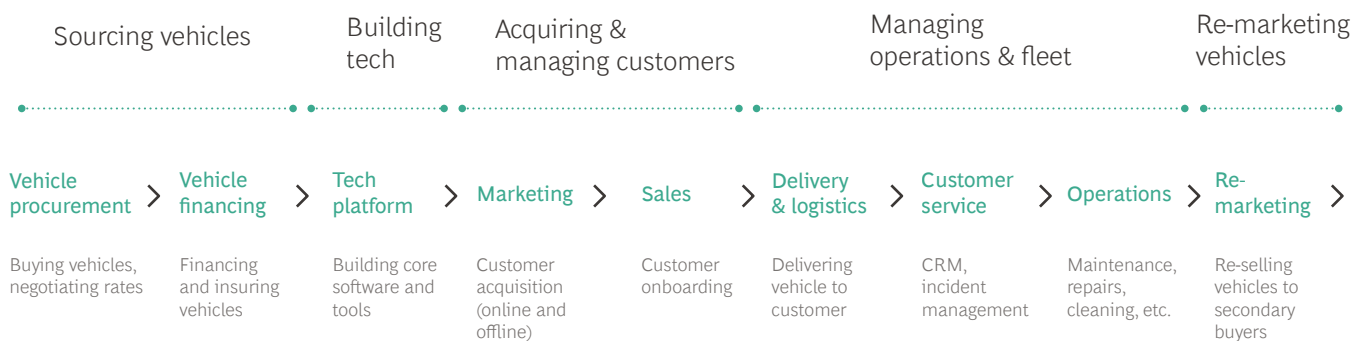 Sourcing vehicles
Building
tech
Acquiring &
managing customers
Managing
operations & fleet
Re-marketing
vehicles
Vehicle
procurement
Vehicle
financing
Tech
platform
Marketing
Sales
Delivery
& logistics
Customer
service
Operations
Re-
marketing
Buying vehicles,
negotiating rates
Financing
and insuring
vehicles
Building core
software and
tools
Customer
acquisition
(online and
offline)
Customer
onboarding
Delivering
vehicle to
customer
CRM,
incident
management
Maintenance,
repairs,
cleaning, etc.
Re-selling
vehicles to
secondary
buyers